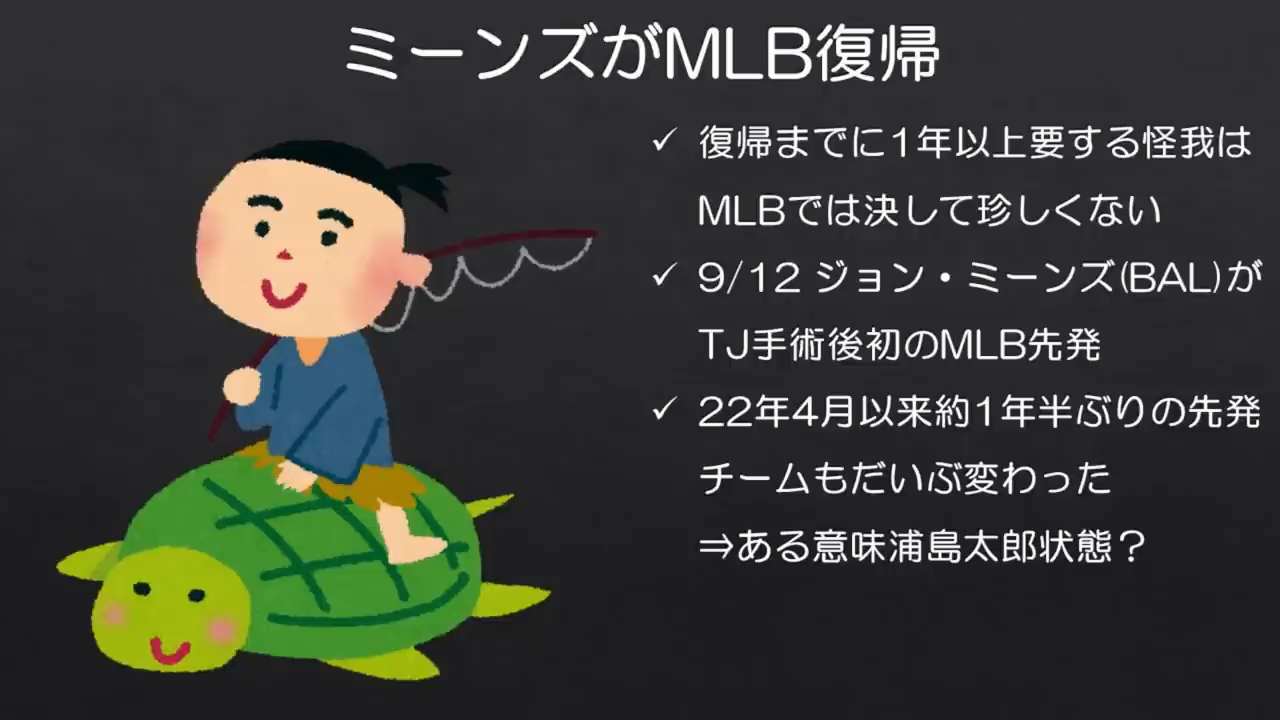 ミーンズがMLB復帰
✓ 復帰までに1年以上要する怪我は
MLBでは決して珍しくない
✓ 9/12 ジョン・ミーンズ(BAL)が
TJ手術後初のMLB先発
✓ 22年4月以来約1年半ぶりの先発
チームもだいぶ変わった
⇒ある意味浦島太郎状態？